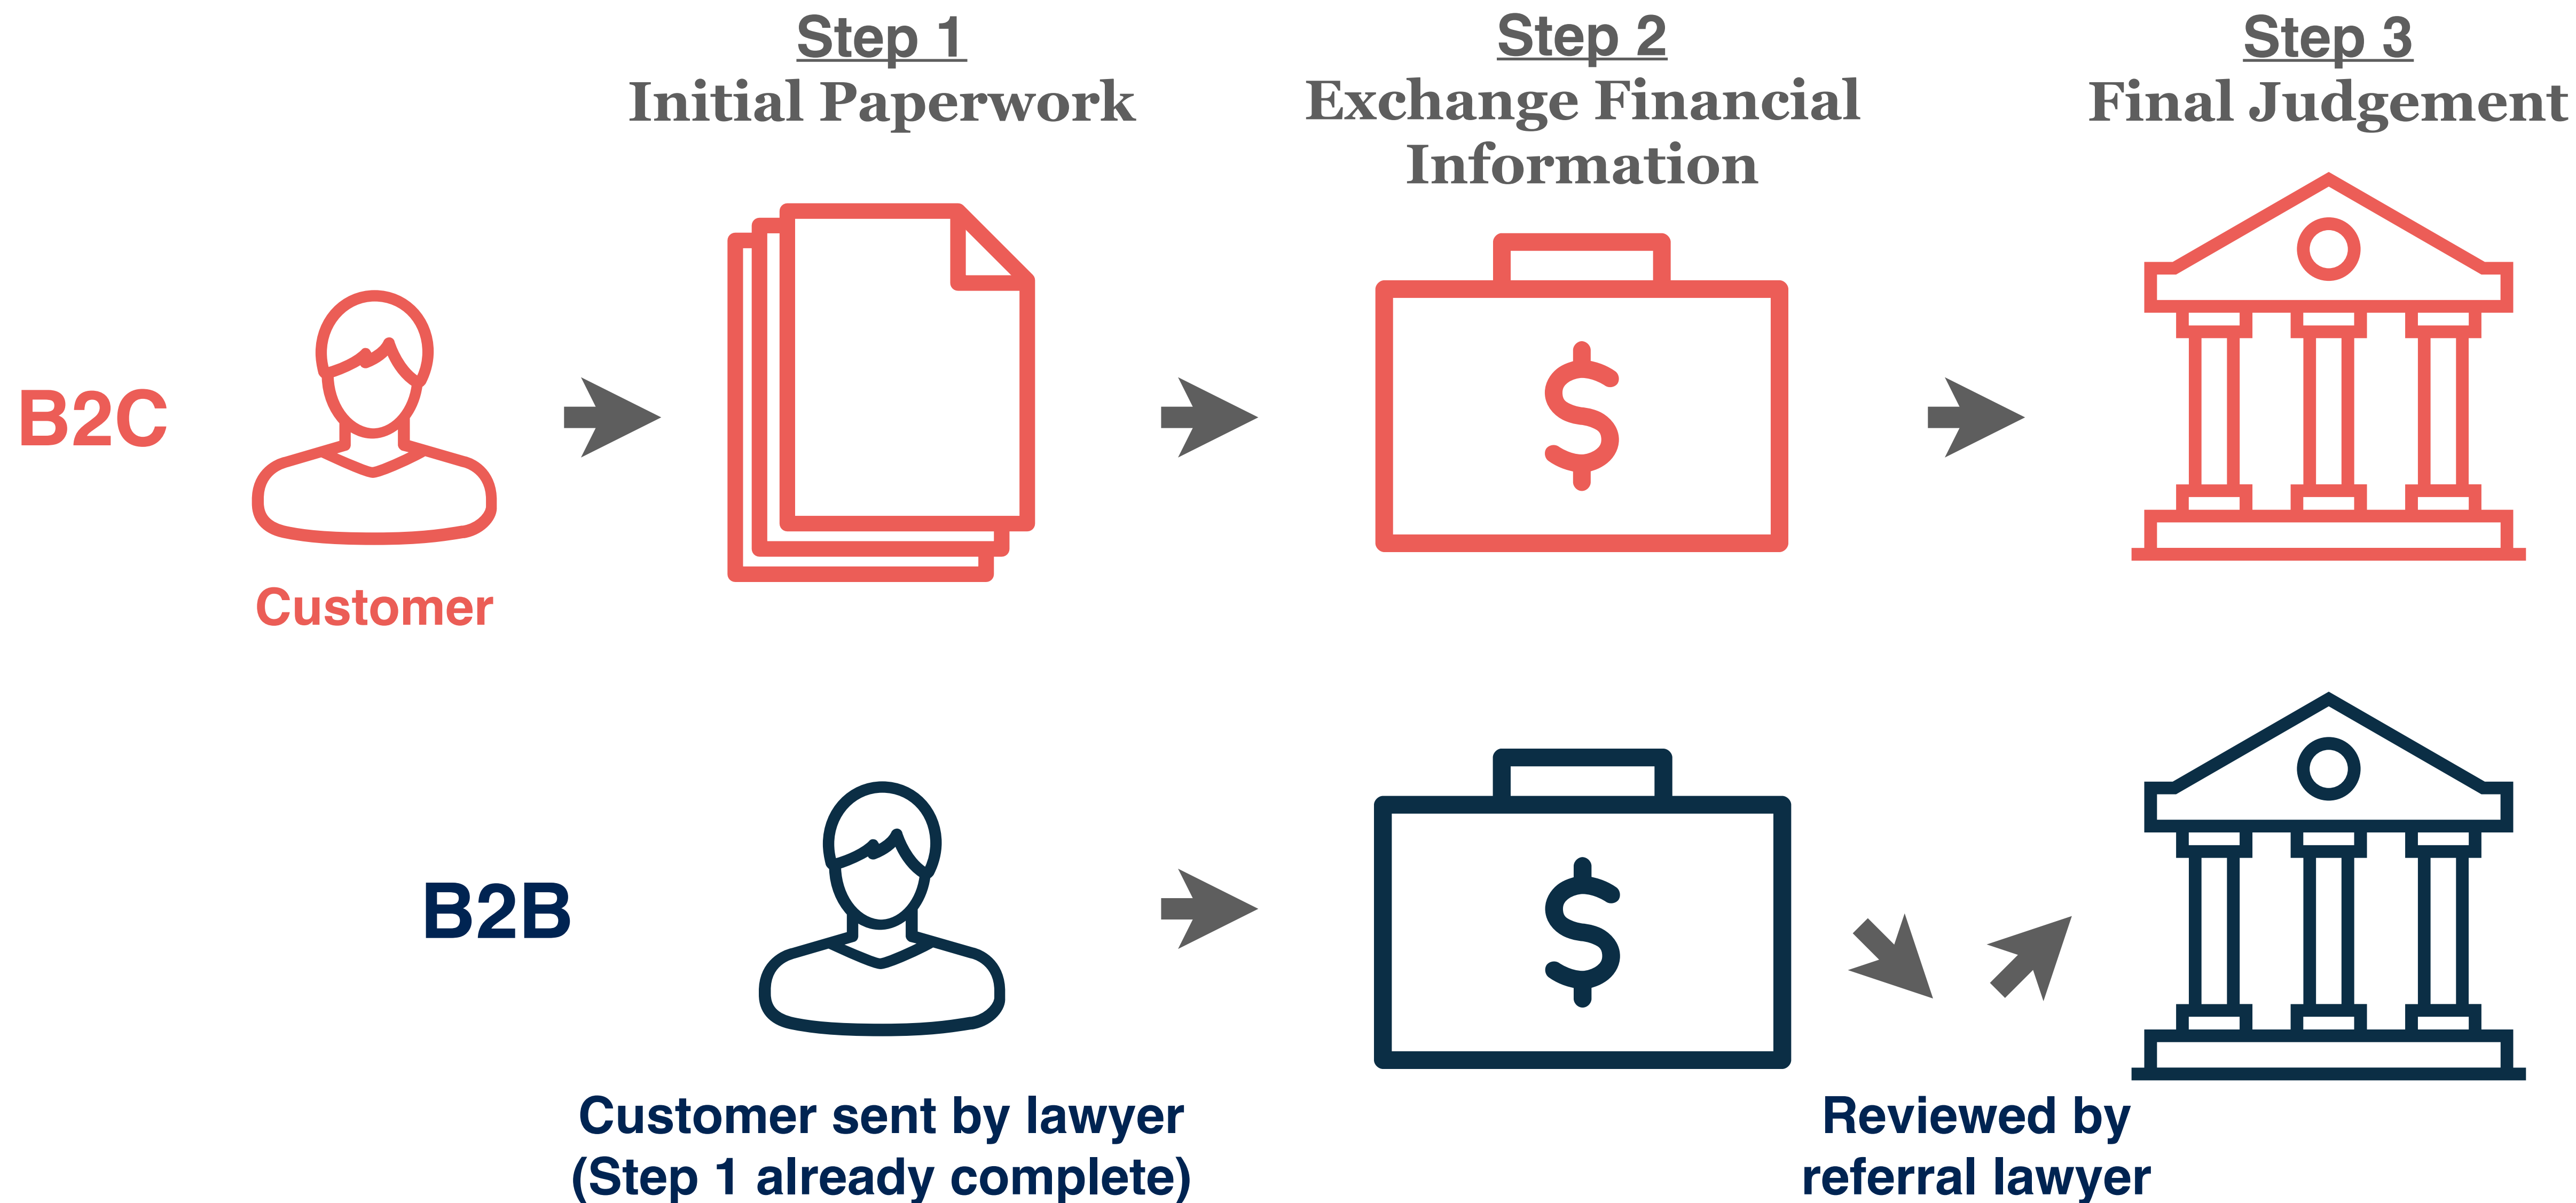 Step 1
Initial Paperwork
Step 2
Exchange Financial
Information
Step 3
Final Judgement
B2C
Customer
$
B2B
Customer sent by lawyer
(Step 1 already complete)
$
Reviewed by
referral lawyer